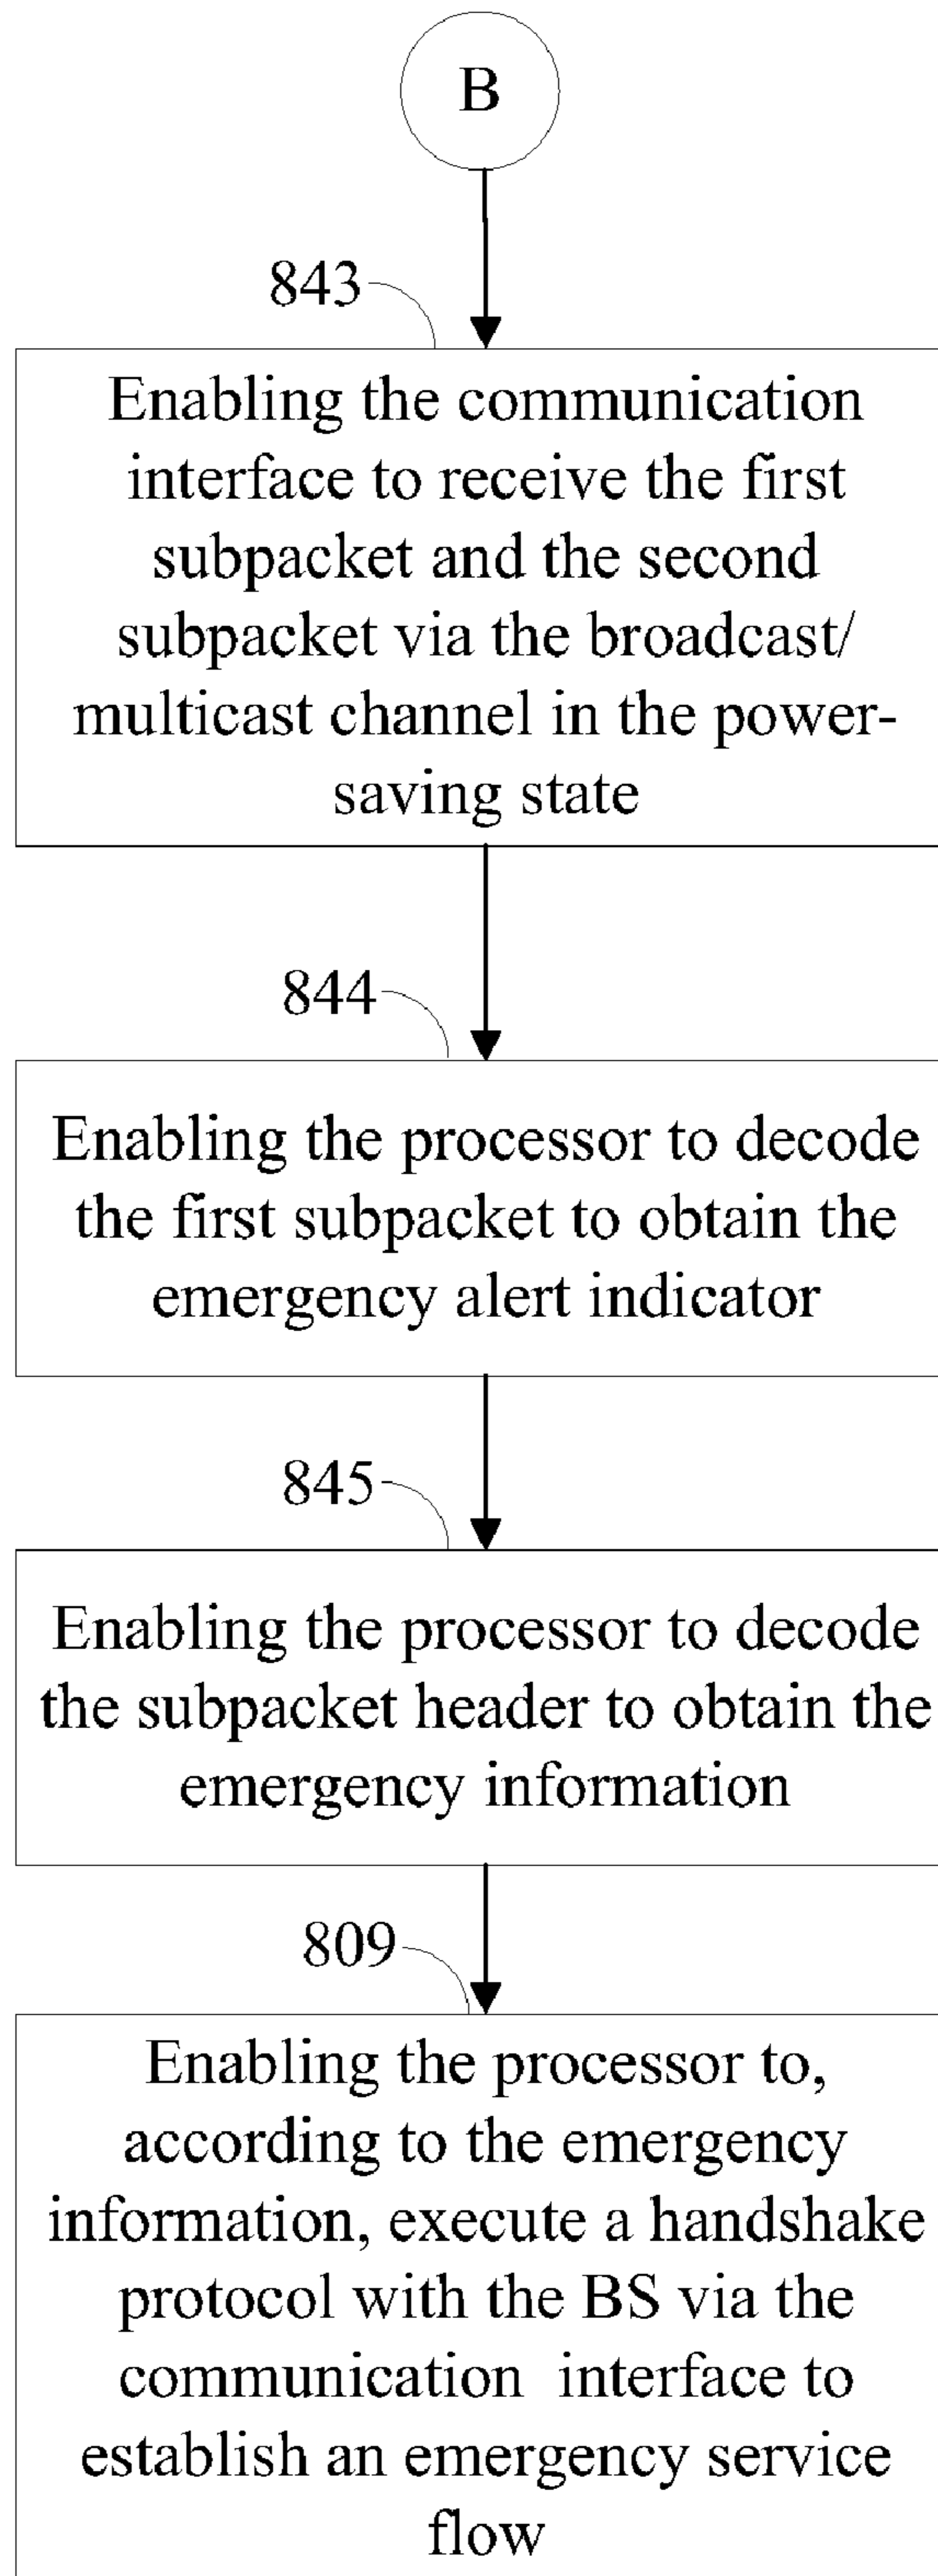 B
843
Enabling the communication
interface to receive the first
subpacket and the second
subpacket via the broadcast/
multicast channel in the power-
saving state
844
Enabling the processor to decode
the first subpacket to obtain the
emergency alert indicator
845
Enabling the processor to decode
the subpacket header to obtain the
emergency information
809
Enabling the processor to,
according to the emergency
information, execute a handshake
protocol with the BS via the
communication interface to
establish an emergency service
flow